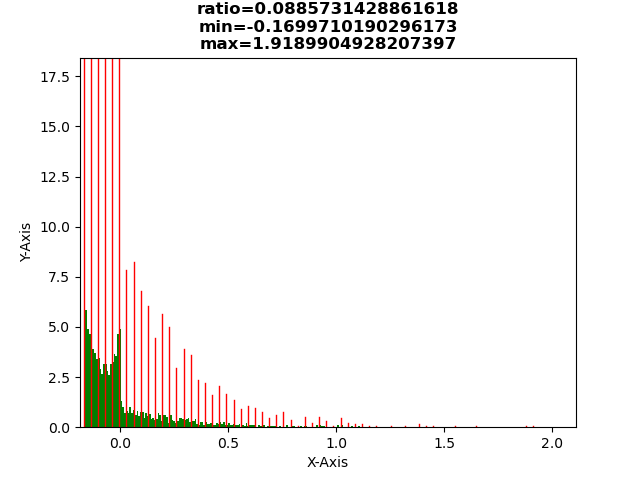 ratio=0.0885731428861618
min=-0.1699710190296173
max=1.9189904928207397
17.5
15.0
12.5
10.0
7.5
5.0
2.5
0.0
Y-Axis
0.0 0.5 1.0 1.5 2.0
X-Axis